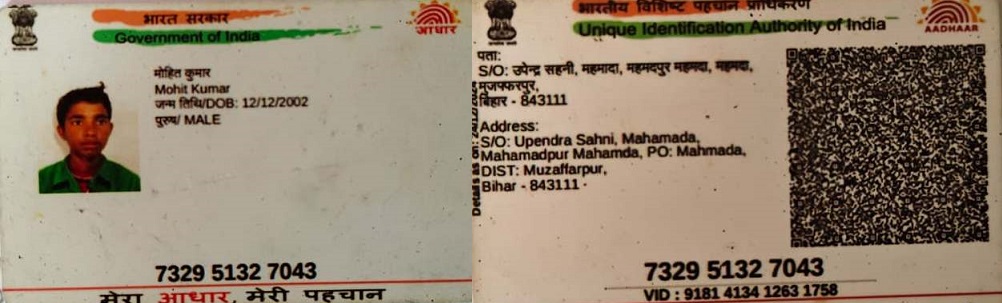 भारत सरकार
Government of India
आधार
मोहित कुमार
Mohit Kumar
जन्म तिथि/DOB: 12/12/2002
पुरुष/ MALE
7329 5132 7043
मेरा आधार, मेरी पहचान
भारतीय विशिष्ट पहचान प्राधिकरण
Unique Identification Authority of India
AADHAAR
पता:
S/O: उपेन्द्र सहनी, महमादा, महमदपुर महमदा, महमदा,
मुजफ्फरपुर,
बिहार - 843111
Address:
S/O: Upendra Sahni, Mahamada,
Mahamadpur Mahamda, PO: Mahmada,
DIST: Muzaffarpur,
Bihar - 843111
Details as on:
7329 5132 7043
VID : 9181 4134 1263 1758